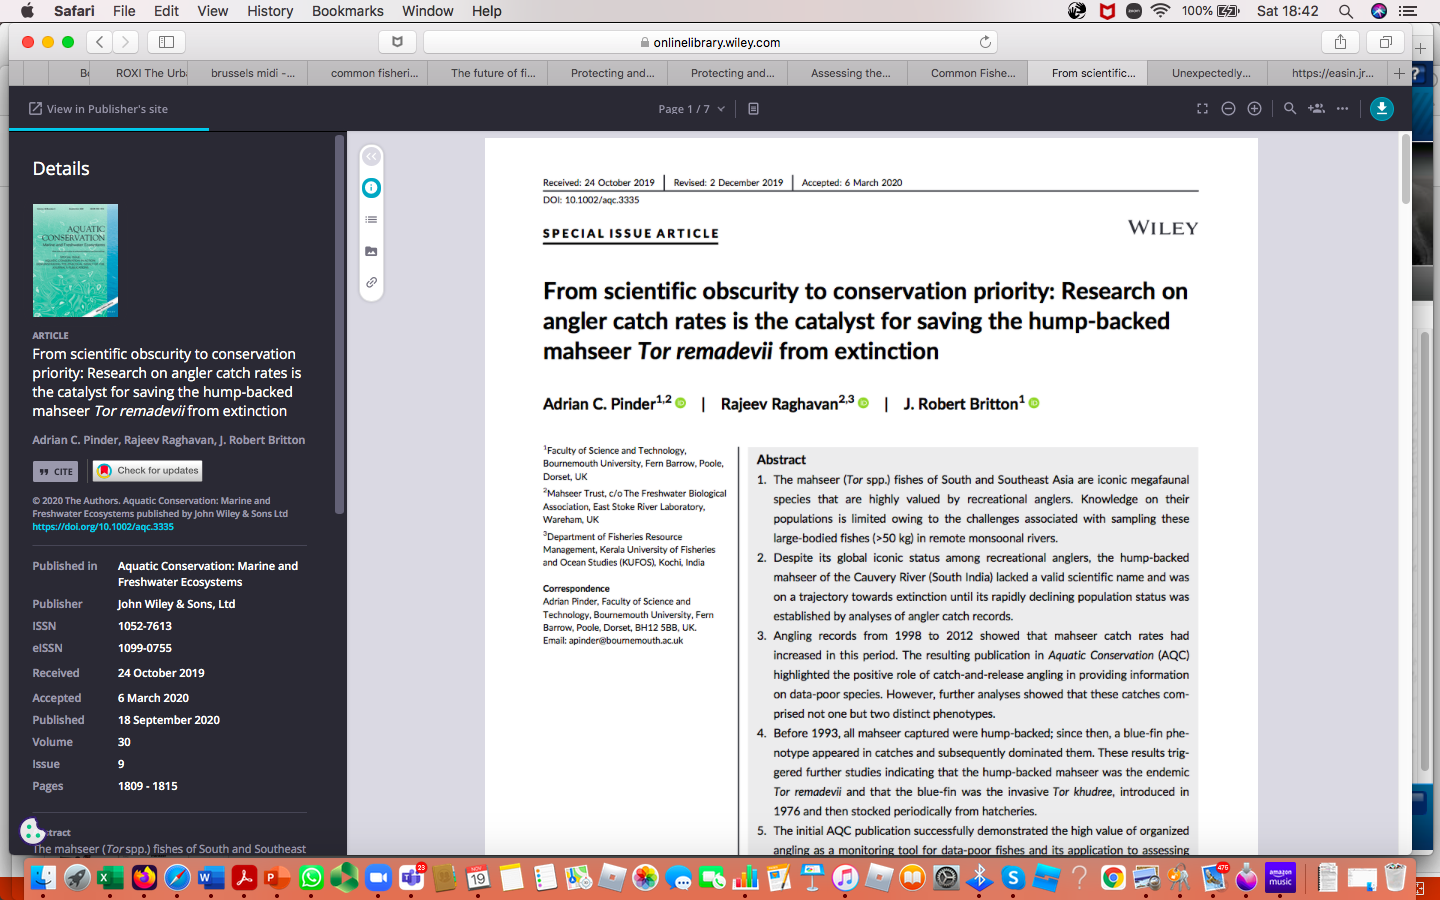 Safari File Edit View History Bookmarks Window Help
100% Sat 18:42
onlinelibrary.wiley.com
ROXI The Urb brussels midi -... common fisheri... The future of fi... Protecting and... Protecting and... Assessing the... Common Fishe... From scientific... Unexpectedly... https://easin.jr...
View in Publisher's site
Page 1 / 7
Details
AQUATIC
CONSERVATION
ARTICLE
From scientific obscurity to conservation
priority: Research on angler catch rates is
the catalyst for saving the hump-backed
mahseer Tor remadevii from extinction
Adrian C. Pinder, Rajeev Raghavan, J. Robert Britton
CITE
Check for updates
© 2020 The Authors. Aquatic Conservation: Marine and
Freshwater Ecosystems published by John Wiley & Sons Ltd
https://doi.org/10.1002/aqc.3335
Published in Aquatic Conservation: Marine and
Freshwater Ecosystems
Publisher John Wiley & Sons, Ltd
ISSN 1052-7613
eISSN 1099-0755
Received 24 October 2019
Accepted 6 March 2020
Published 18 September 2020
Volume 30
Issue 9
Pages 1809 - 1815
The mahseer (Tor spp.) fishes of South and Southeast
Received: 24 October 2019 | Revised: 2 December 2019 | Accepted: 6 March 2020
DOI: 10.1002/aqc.3335
SPECIAL ISSUE ARTICLE
WILEY
From scientific obscurity to conservation priority: Research on
angler catch rates is the catalyst for saving the hump-backed
mahseer Tor remadevii from extinction
Adrian C. Pinder1,2 | Rajeev Raghavan2,3 | J. Robert Britton1
1Faculty of Science and Technology,
Bournemouth University, Fern Barrow, Poole,
Dorset, UK
2Mahseer Trust, c/o The Freshwater Biological
Association, East Stoke River Laboratory,
Wareham, UK
3Department of Fisheries Resource
Management, Kerala University of Fisheries
and Ocean Studies (KUFOS), Kochi, India
Correspondence
Adrian Pinder, Faculty of Science and
Technology, Bournemouth University, Fern
Barrow, Poole, Dorset, BH12 5BB, UK.
Email: apinder@bournemouth.ac.uk
Abstract
1. The mahseer (Tor spp.) fishes of South and Southeast Asia are iconic megafaunal
species that are highly valued by recreational anglers. Knowledge on their
populations is limited owing to the challenges associated with sampling these
large-bodied fishes (>50 kg) in remote monsoonal rivers.
2. Despite its global iconic status among recreational anglers, the hump-backed
mahseer of the Cauvery River (South India) lacked a valid scientific name and was
on a trajectory towards extinction until its rapidly declining population status was
established by analyses of angler catch records.
3. Angling records from 1998 to 2012 showed that mahseer catch rates had
increased in this period. The resulting publication in Aquatic Conservation (AQC)
highlighted the positive role of catch-and-release angling in providing information
on data-poor species. However, further analyses showed that these catches com-
prised not one but two distinct phenotypes.
4. Before 1993, all mahseer captured were hump-backed; since then, a blue-fin phe-
notype appeared in catches and subsequently dominated them. These results trig-
gered further studies indicating that the hump-backed mahseer was the endemic
Tor remadevii and that the blue-fin was the invasive Tor khudree, introduced in
1976 and then stocked periodically from hatcheries.
5. The initial AQC publication successfully demonstrated the high value of organized
angling as a monitoring tool for data-poor fishes and its application to assessing
23
NOV
19
475
amazon
music